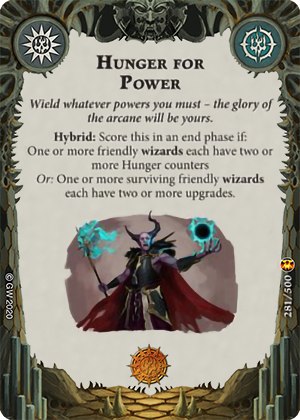 HUNGER FOR
POWER
Wield whatever powers you must – the glory of
the arcane will be yours.
Hybrid: Score this in an end phase if:
One or more friendly wizards each have two or
more Hunger counters
Or: One or more surviving friendly wizards
each have two or more upgrades.
© GW 2020
281/500